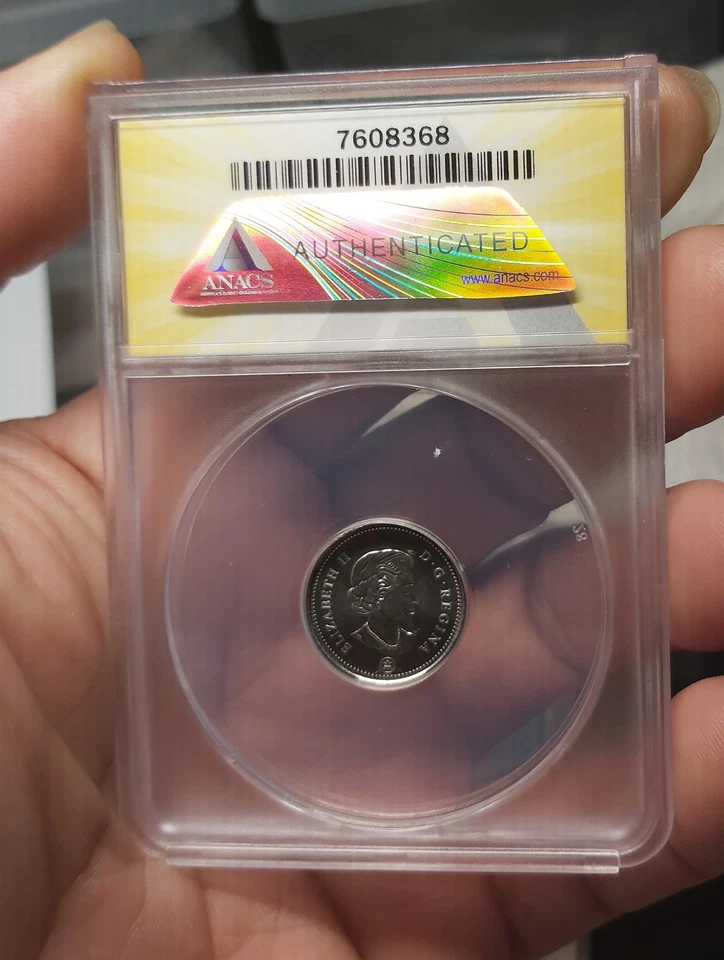 7608368
AUTHENTICATED
ANACS
www.anacs.com
ELIZABETH II D·G·REGINA